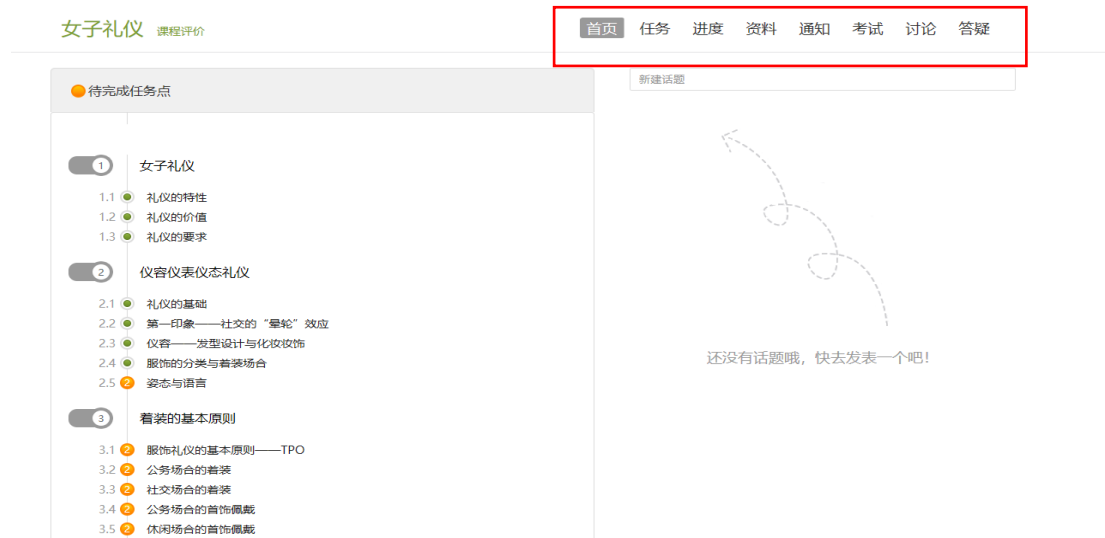 女子礼仪 课程评价
首页 任务 进度 资料 通知 考试 讨论 答疑
待完成任务点
1 女子礼仪
1.1 礼仪的特性
1.2 礼仪的价值
1.3 礼仪的要求
2 仪容仪表仪态礼仪
2.1 礼仪的基础
2.2 第一印象——社交的“晕轮”效应
2.3 仪容——发型设计与化妆妆饰
2.4 服饰的分类与着装场合
2.5 2 姿态与语言
3 着装的基本原则
3.1 2 服饰礼仪的基本原则——TPO
3.2 2 公务场合的着装
3.3 2 社交场合的着装
3.4 2 公务场合的首饰佩戴
3.5 2 休闲场合的首饰佩戴
新建话题
还没有话题哦，快去发表一个吧！